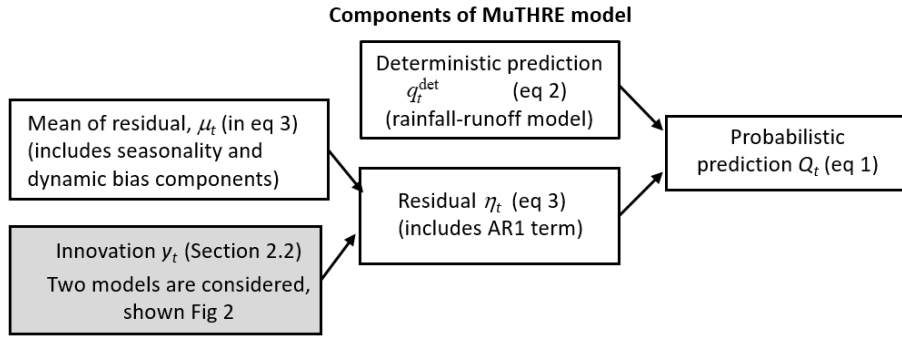 Components of MuTHRE model
Deterministic prediction
q_t^det (eq 2)
(rainfall-runoff model)
Mean of residual, μ_t (in eq 3)
(includes seasonality and
dynamic bias components)
Probabilistic
prediction Q_t (eq 1)
Residual η_t (eq 3)
(includes AR1 term)
Innovation y_t (Section 2.2)
Two models are considered,
shown Fig 2